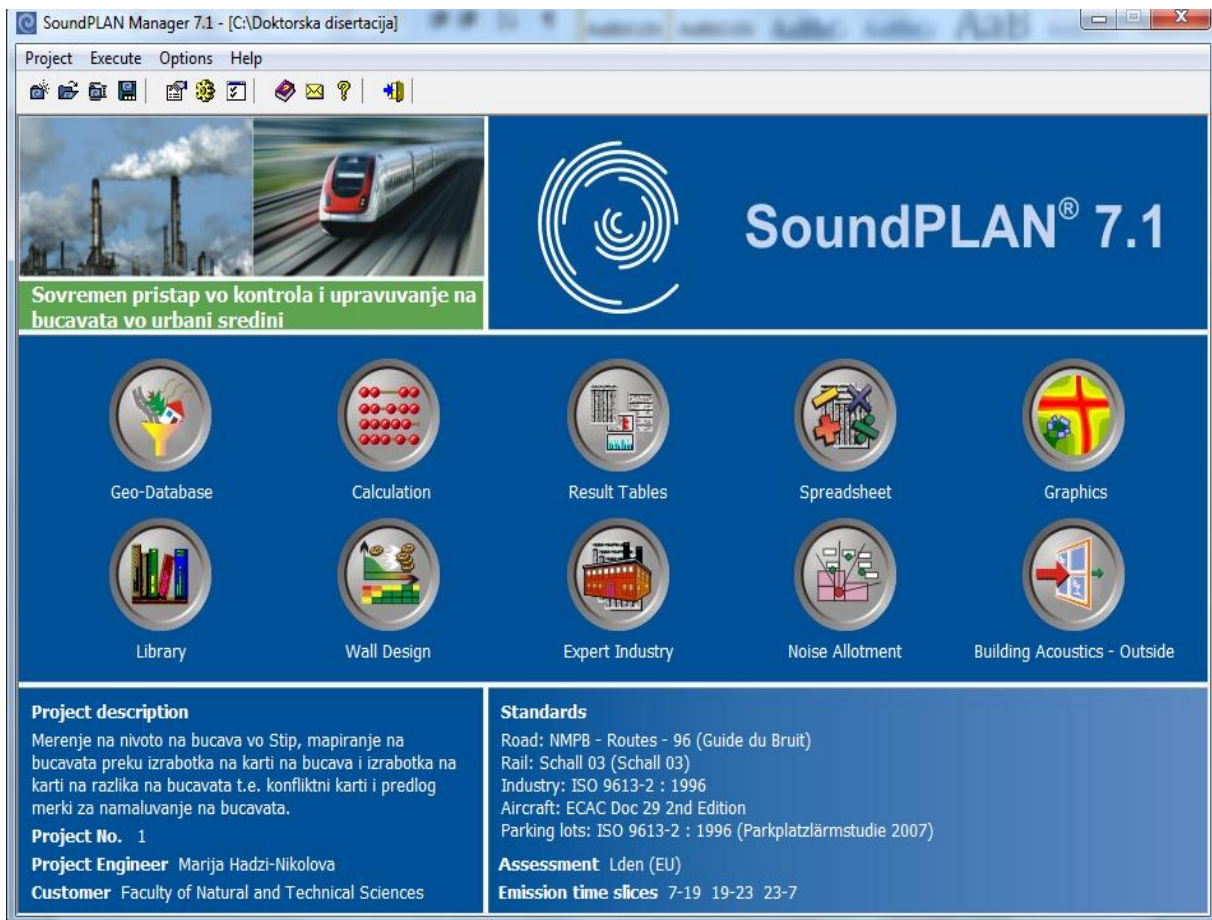 SoundPLAN Manager 7.1 - [C:\Doktorska disertacija]
Project Execute Options Help
Sovremen pristap vo kontrola i upravuvanje na
bucavata vo urbani sredini
SoundPLAN® 7.1
Geo-Database
Calculation
Result Tables
Spreadsheet
Graphics
Library
Wall Design
Expert Industry
Noise Allotment
Building Acoustics - Outside
Project description
Merenje na nivoto na bucava vo Stip, mapiranje na
bucavata preku izrabotka na karti na bucava i izrabotka na
karti na razlika na bucavata t.e. konfliktni karti i predlog
merki za namaluvanje na bucavata.
Project No. 1
Project Engineer Marija Hadzi-Nikolova
Customer Faculty of Natural and Technical Sciences
Standards
Road: NMPB - Routes - 96 (Guide du Bruit)
Rail: Schall 03 (Schall 03)
Industry: ISO 9613-2 : 1996
Aircraft: ECAC Doc 29 2nd Edition
Parking lots: ISO 9613-2 : 1996 (Parkplatzlärmstudie 2007)
Assessment Lden (EU)
Emission time slices 7-19 19-23 23-7